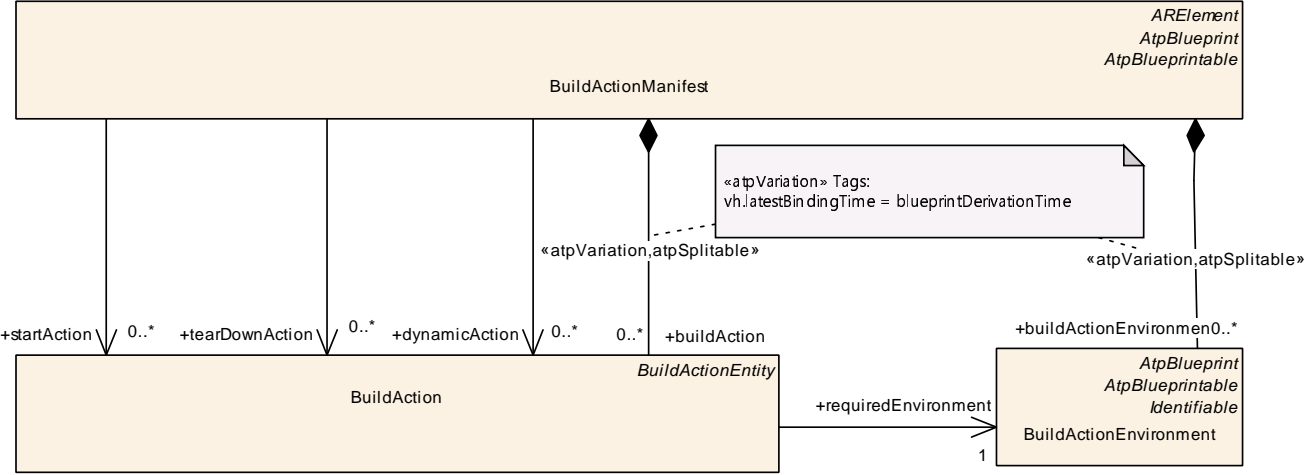 ARElement
AtpBlueprint
AtpBlueprintable
BuildActionManifest
«atpVariation» Tags:
vh.latestBindingTime = blueprintDerivationTime
«atpVariation,atpSplitable»
«atpVariation,atpSplitable»
+startAction
0..*
+tearDownAction
0..*
+dynamicAction
0..*
0..*
+buildAction
+buildActionEnvironmen0..*
BuildActionEntity
BuildAction
AtpBlueprint
AtpBlueprintable
Identifiable
BuildActionEnvironment
+requiredEnvironment
1